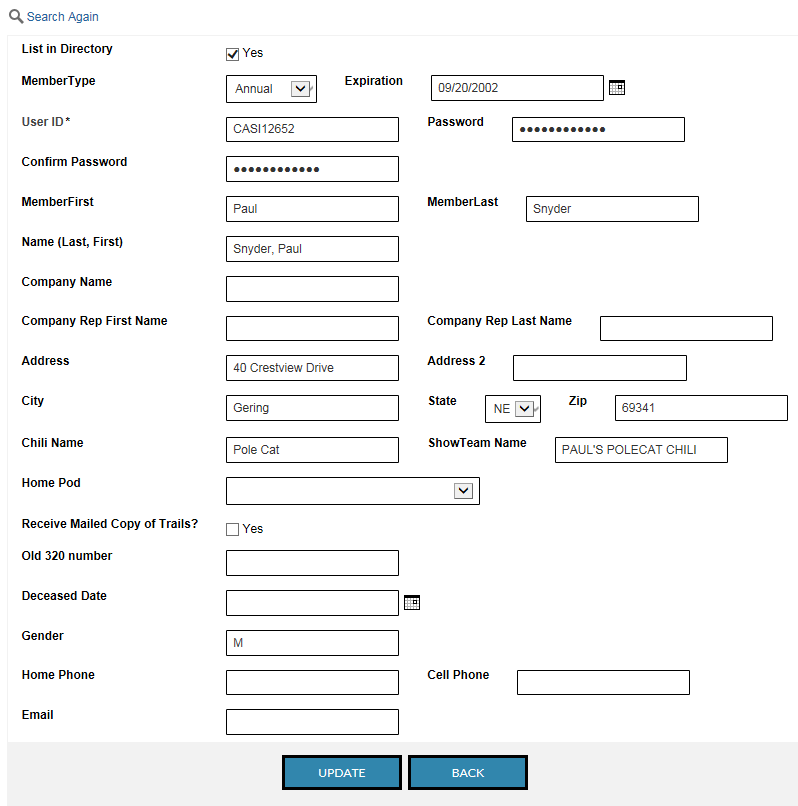 Search Again
List in Directory Yes
MemberType Annual Expiration 09/20/2002
User ID* CASI12652 Password ●●●●●●●●●●●●
Confirm Password ●●●●●●●●●●●●
MemberFirst Paul MemberLast Snyder
Name (Last, First) Snyder, Paul
Company Name
Company Rep First Name Company Rep Last Name
Address 40 Crestview Drive Address 2
City Gering State NE Zip 69341
Chili Name Pole Cat ShowTeam Name PAUL'S POLECAT CHILI
Home Pod
Receive Mailed Copy of Trails? Yes
Old 320 number
Deceased Date
Gender M
Home Phone Cell Phone
Email
UPDATE BACK